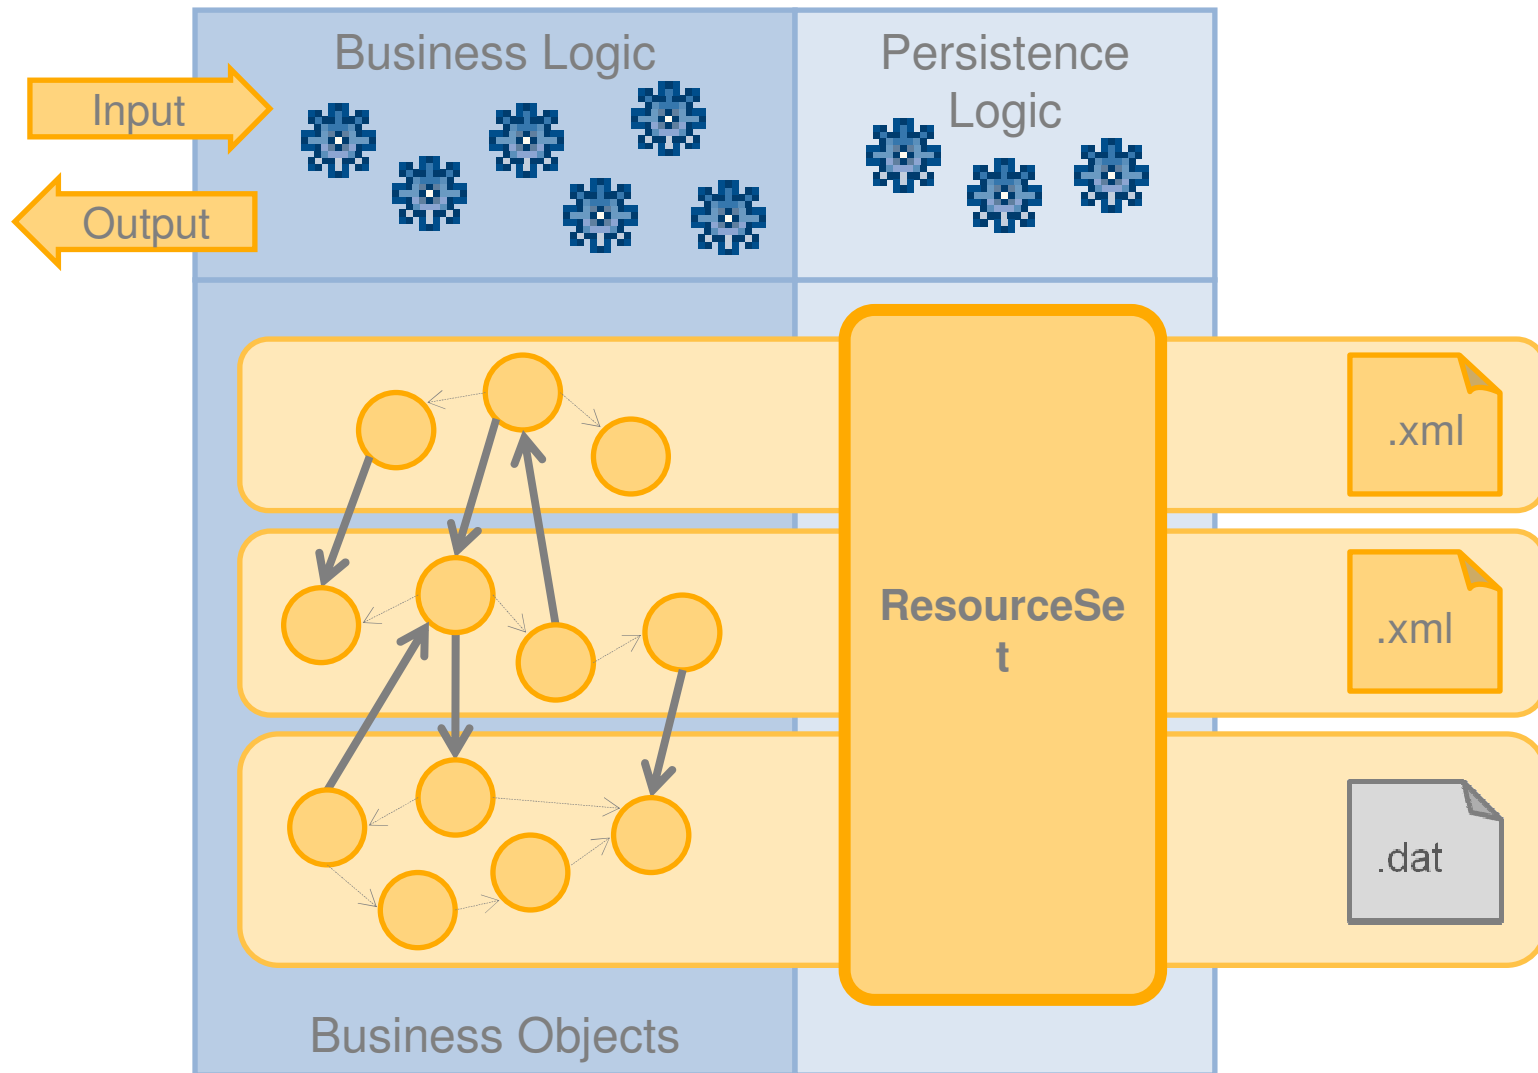 Business Logic
Persistence
Logic
Input
Output
.xml
ResourceSe
t
.xml
.dat
Business Objects